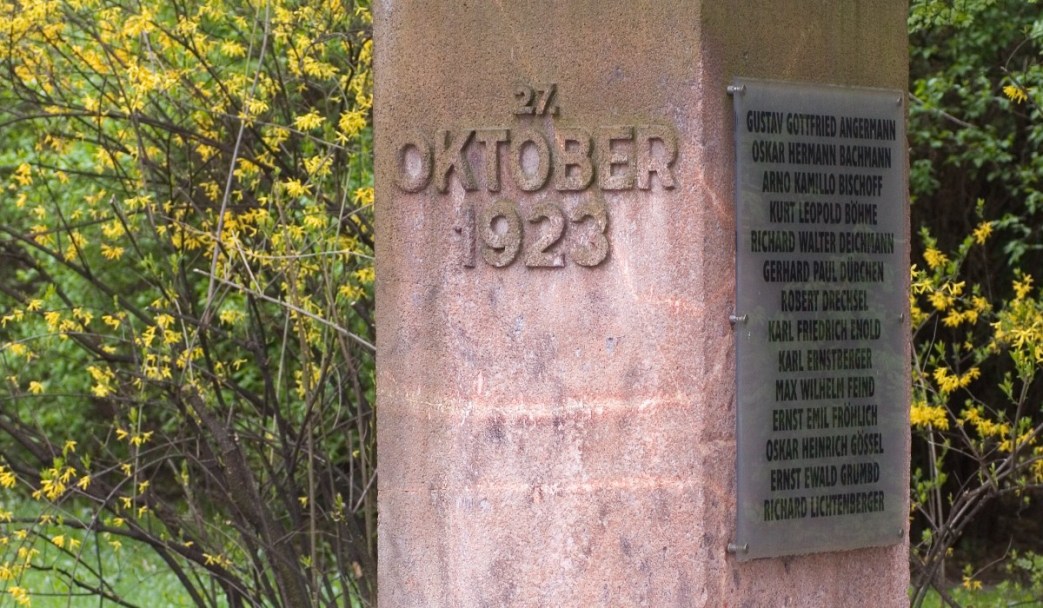 27.
OKTOBER
1923
GUSTAV GOTTFRIED ANGERMANN
OSKAR HERMANN BACHMANN
ARNO KAMILLO BISCHOFF
KURT LEOPOLD BÖHME
RICHARD WALTER DEICHMANN
GERHARD PAUL DÜRCHEN
ROBERT DRECHSEL
KARL FRIEDRICH ENOLD
KARL ERNSTBERGER
MAX WILHELM FEIND
ERNST EMIL FRÖHLICH
OSKAR HEINRICH GÖSSEL
ERNST EWALD GRUMBD
RICHARD LICHTENBERGER